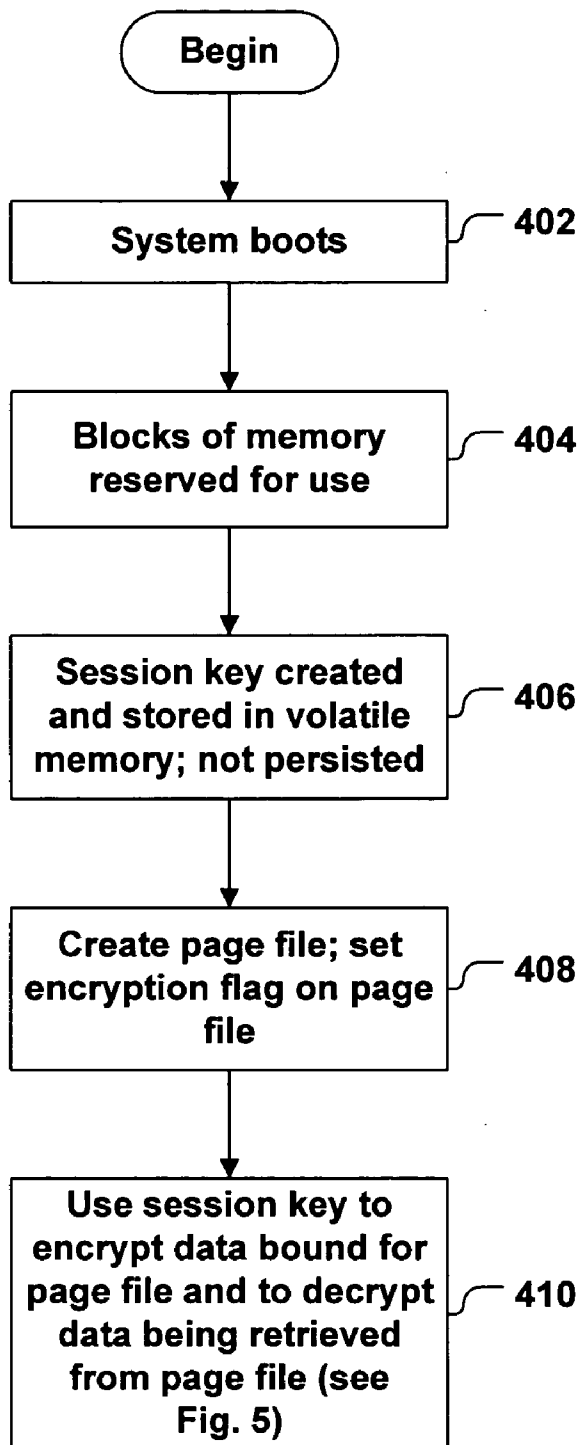 Begin
System boots
402
Blocks of memory
reserved for use
404
Session key created
and stored in volatile
memory; not persisted
406
Create page file; set
encryption flag on page
file
408
Use session key to
encrypt data bound for
page file and to decrypt
data being retrieved
from page file (see
Fig. 5)
410